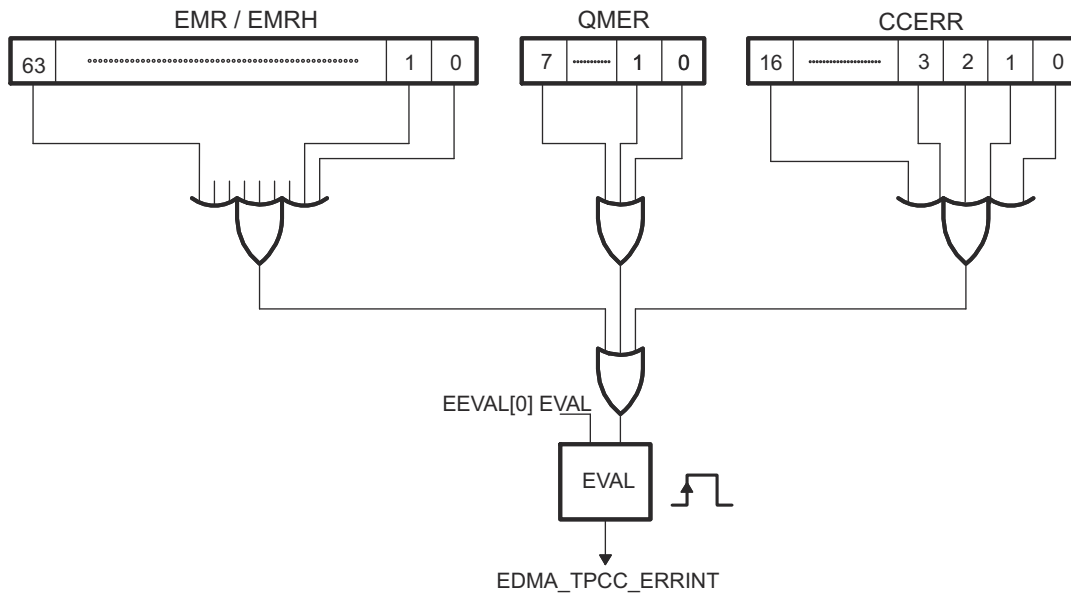 EMR / EMRH QMER CCERR
63 1 0 7 1 0 16 3 2 1 0
EEVAL[0] EVAL
EVAL
EDMA_TPCC_ERRINT